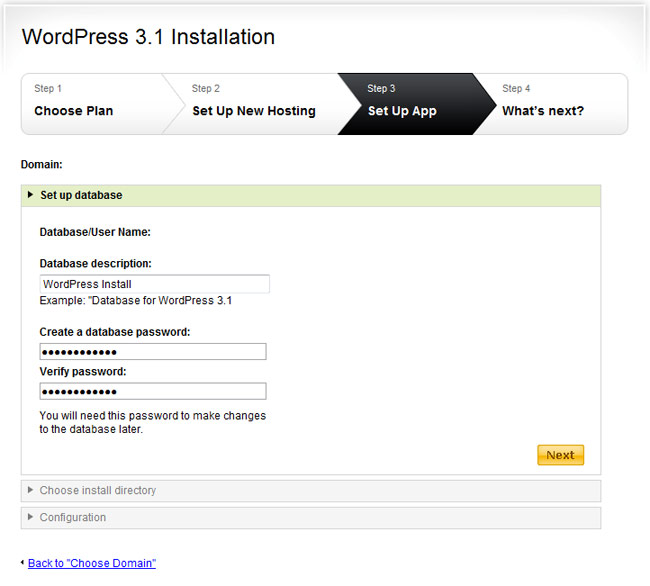 WordPress 3.1 Installation
Step 1
Choose Plan
Step 2
Set Up New Hosting
Step 3
Set Up App
Step 4
What's next?
Domain:
Set up database
Database/User Name:
Database description:
WordPress Install
Example: "Database for WordPress 3.1
Create a database password:
••••••••••••
Verify password:
••••••••••••
You will need this password to make changes
to the database later.
Next
Choose install directory
Configuration
Back to "Choose Domain"